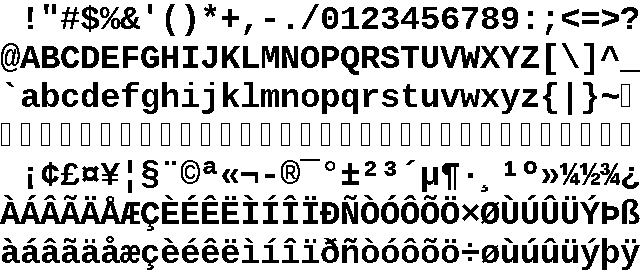 !"#$%&'()*+,-./0123456789:;<=>?
@ABCDEFGHIJKLMNOPQRSTUVWXYZ[\]^_
`abcdefghijklmnopqrstuvwxyz{|}~
¡¢£¤¥¦§¨©ª«¬-®¯°±²³´µ¶·¸¹º»¼½¾¿
ÀÁÂÃÄÅÆÇÈÉÊËÌÍÎÏÐÑÒÓÔÕÖ×ØÙÚÛÜÝÞß
àáâãäåæçèéêëìíîïðñòóôõö÷øùúûüýþÿ